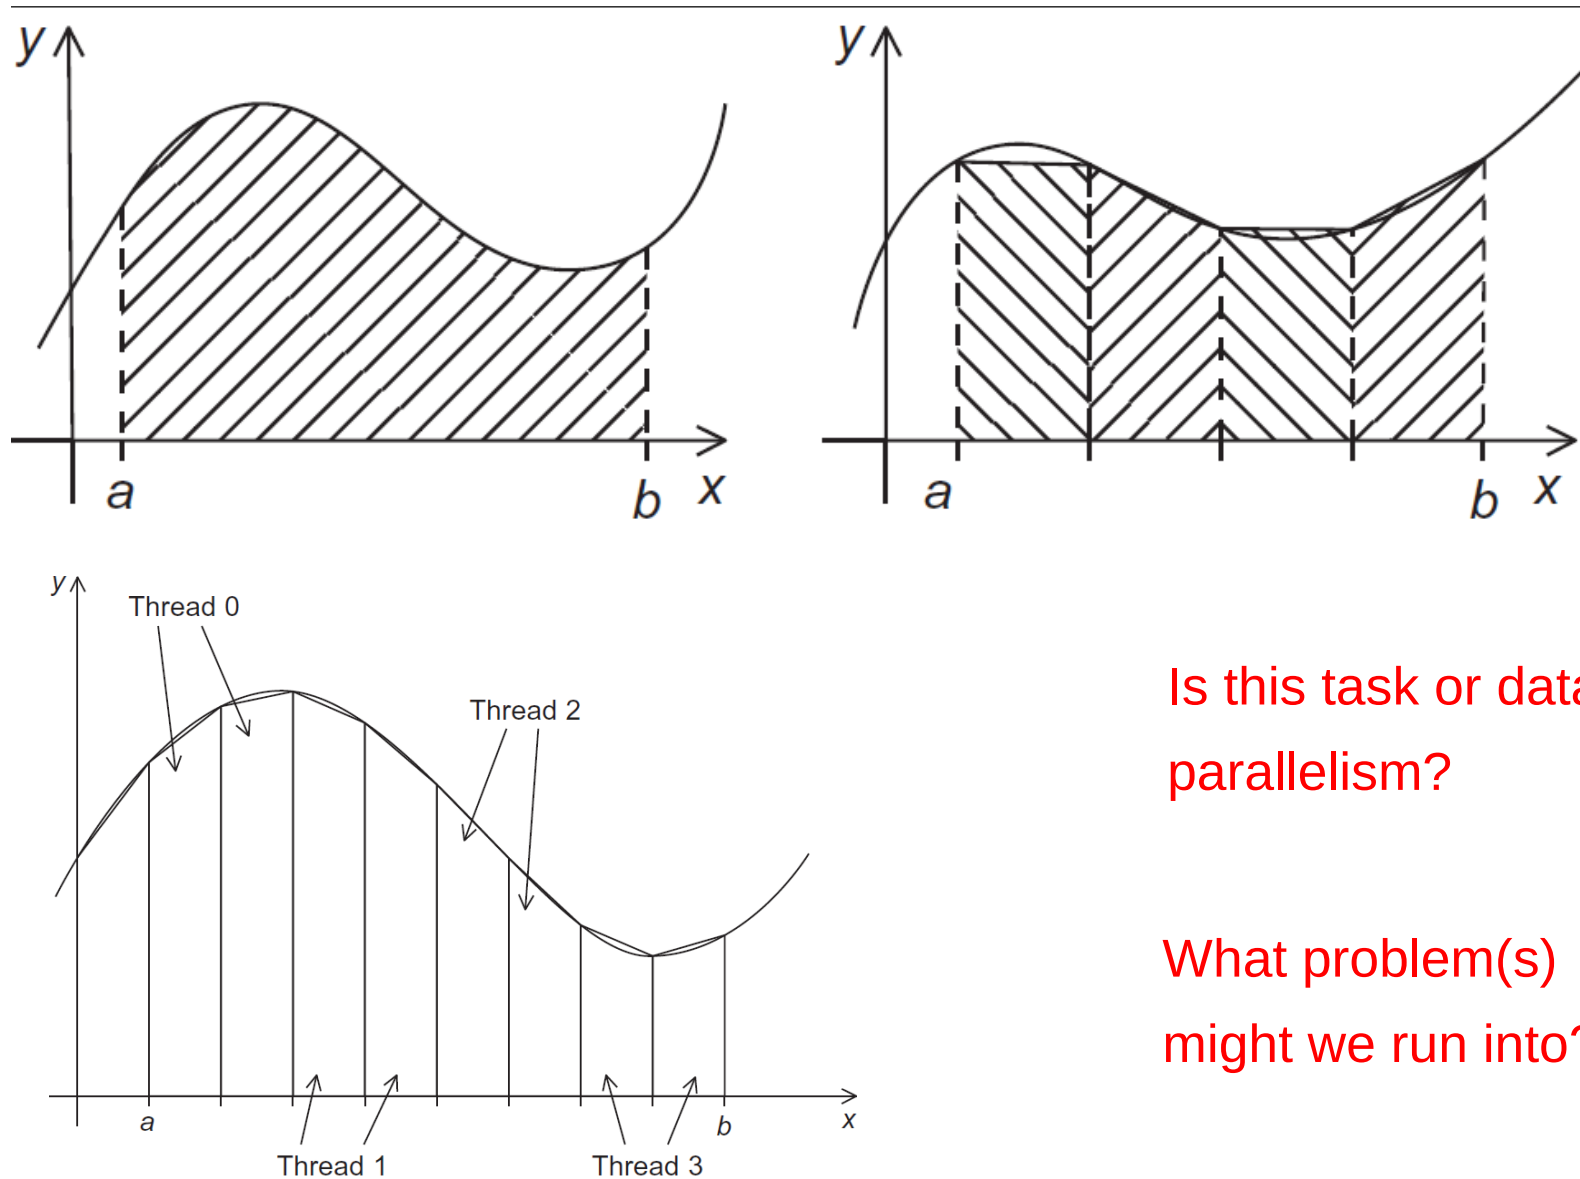 y
a
b
x
y
a
b
x
y
Thread 0
Thread 2
a
b
x
Thread 1
Thread 3
Is this task or data
parallelism?
What problem(s)
might we run into?